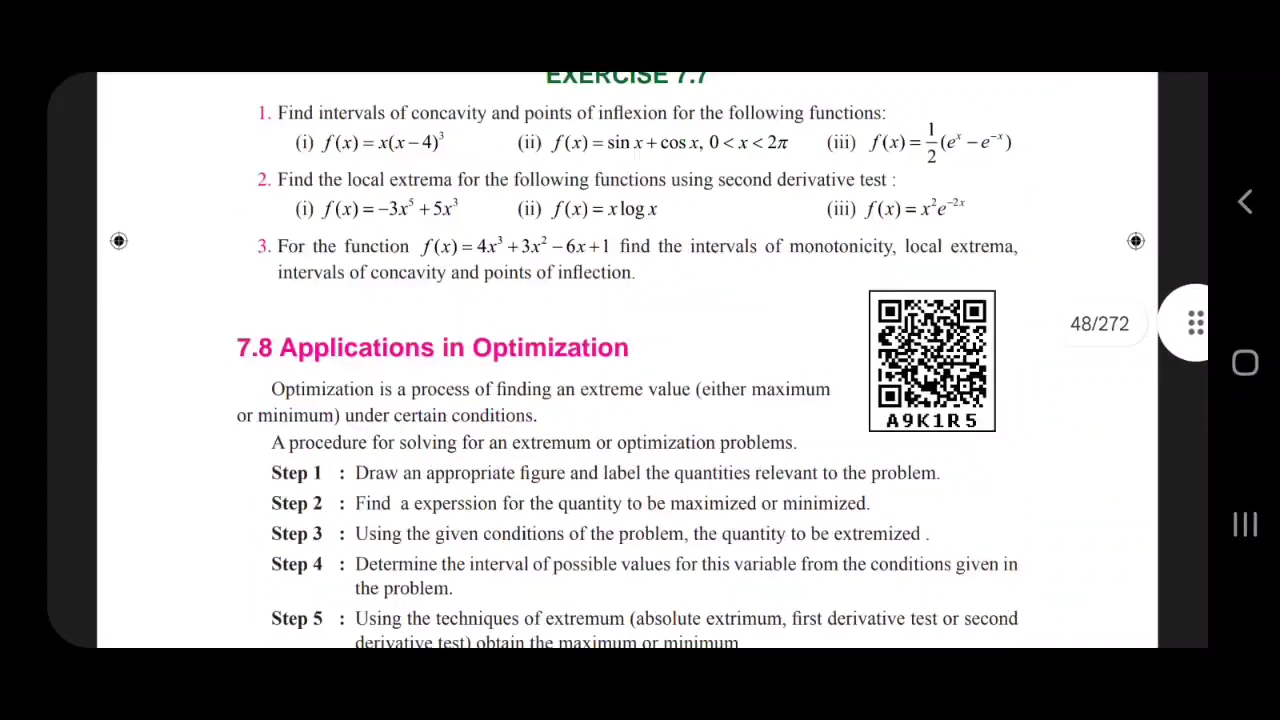 EXERCISE 7.7
1. Find intervals of concavity and points of inflexion for the following functions:
(i) f(x) = x(x − 4)³ (ii) f(x) = sin x + cos x, 0 < x < 2π (iii) f(x) = 1/2 (eˣ − e⁻ˣ)
2. Find the local extrema for the following functions using second derivative test :
(i) f(x) = −3x⁵ + 5x³ (ii) f(x) = x log x (iii) f(x) = x²e⁻²ˣ
3. For the function f(x) = 4x³ + 3x² − 6x + 1 find the intervals of monotonicity, local extrema,
intervals of concavity and points of inflection.
48/272
7.8 Applications in Optimization
Optimization is a process of finding an extreme value (either maximum
or minimum) under certain conditions.
A9K1R5
A procedure for solving for an extremum or optimization problems.
Step 1 : Draw an appropriate figure and label the quantities relevant to the problem.
Step 2 : Find a experssion for the quantity to be maximized or minimized.
Step 3 : Using the given conditions of the problem, the quantity to be extremized .
Step 4 : Determine the interval of possible values for this variable from the conditions given in
the problem.
Step 5 : Using the techniques of extremum (absolute extrimum, first derivative test or second
derivative test) obtain the maximum or minimum